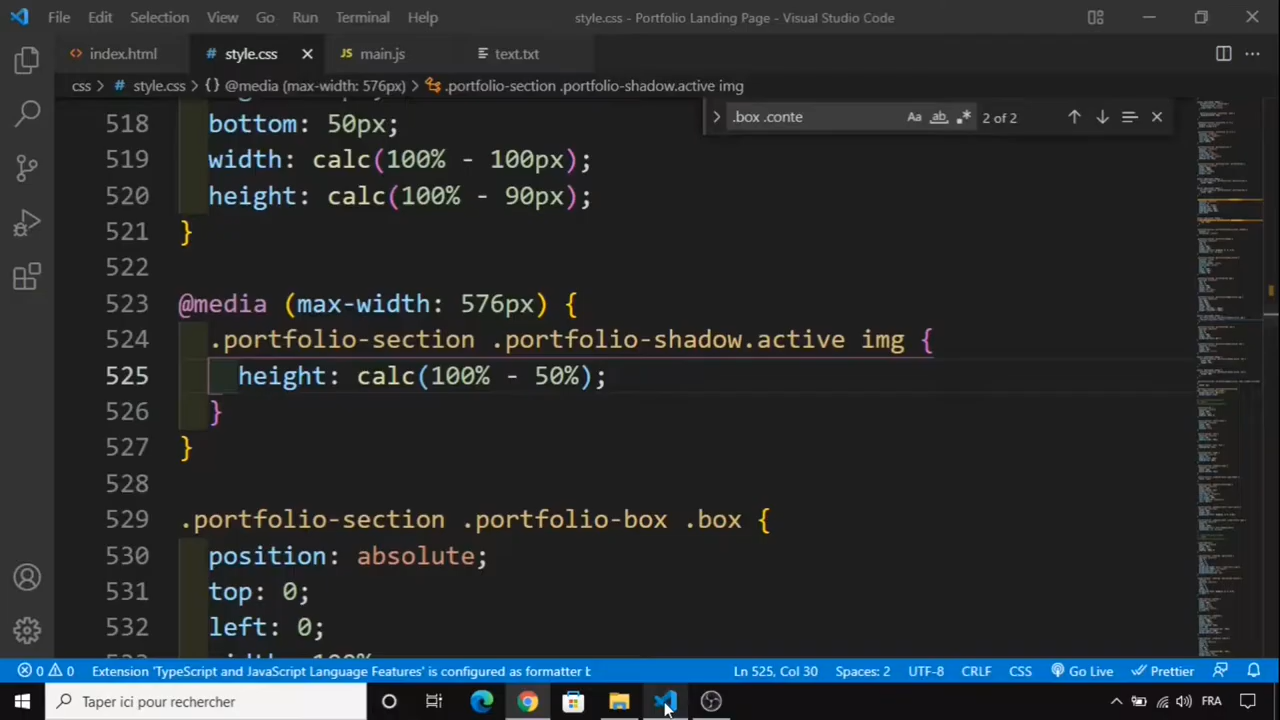 File Edit Selection View Go Run Terminal Help style.css - Portfolio Landing Page - Visual Studio Code
index.html # style.css JS main.js text.txt
css > # style.css > {} @media (max-width: 576px) > .portfolio-section .portfolio-shadow.active img
.box .conte Aa ab .* 2 of 2
518 bottom: 50px;
519 width: calc(100% - 100px);
520 height: calc(100% - 90px);
521 }
522
523 @media (max-width: 576px) {
524 .portfolio-section .portfolio-shadow.active img {
525 height: calc(100% - 50%);
526 }
527 }
528
529 .portfolio-section .portfolio-box .box {
530 position: absolute;
531 top: 0;
532 left: 0;
0 0 Extension 'TypeScript and JavaScript Language Features' is configured as formatter b Ln 525, Col 30 Spaces: 2 UTF-8 CRLF CSS Go Live Prettier
Taper ici pour rechercher FRA